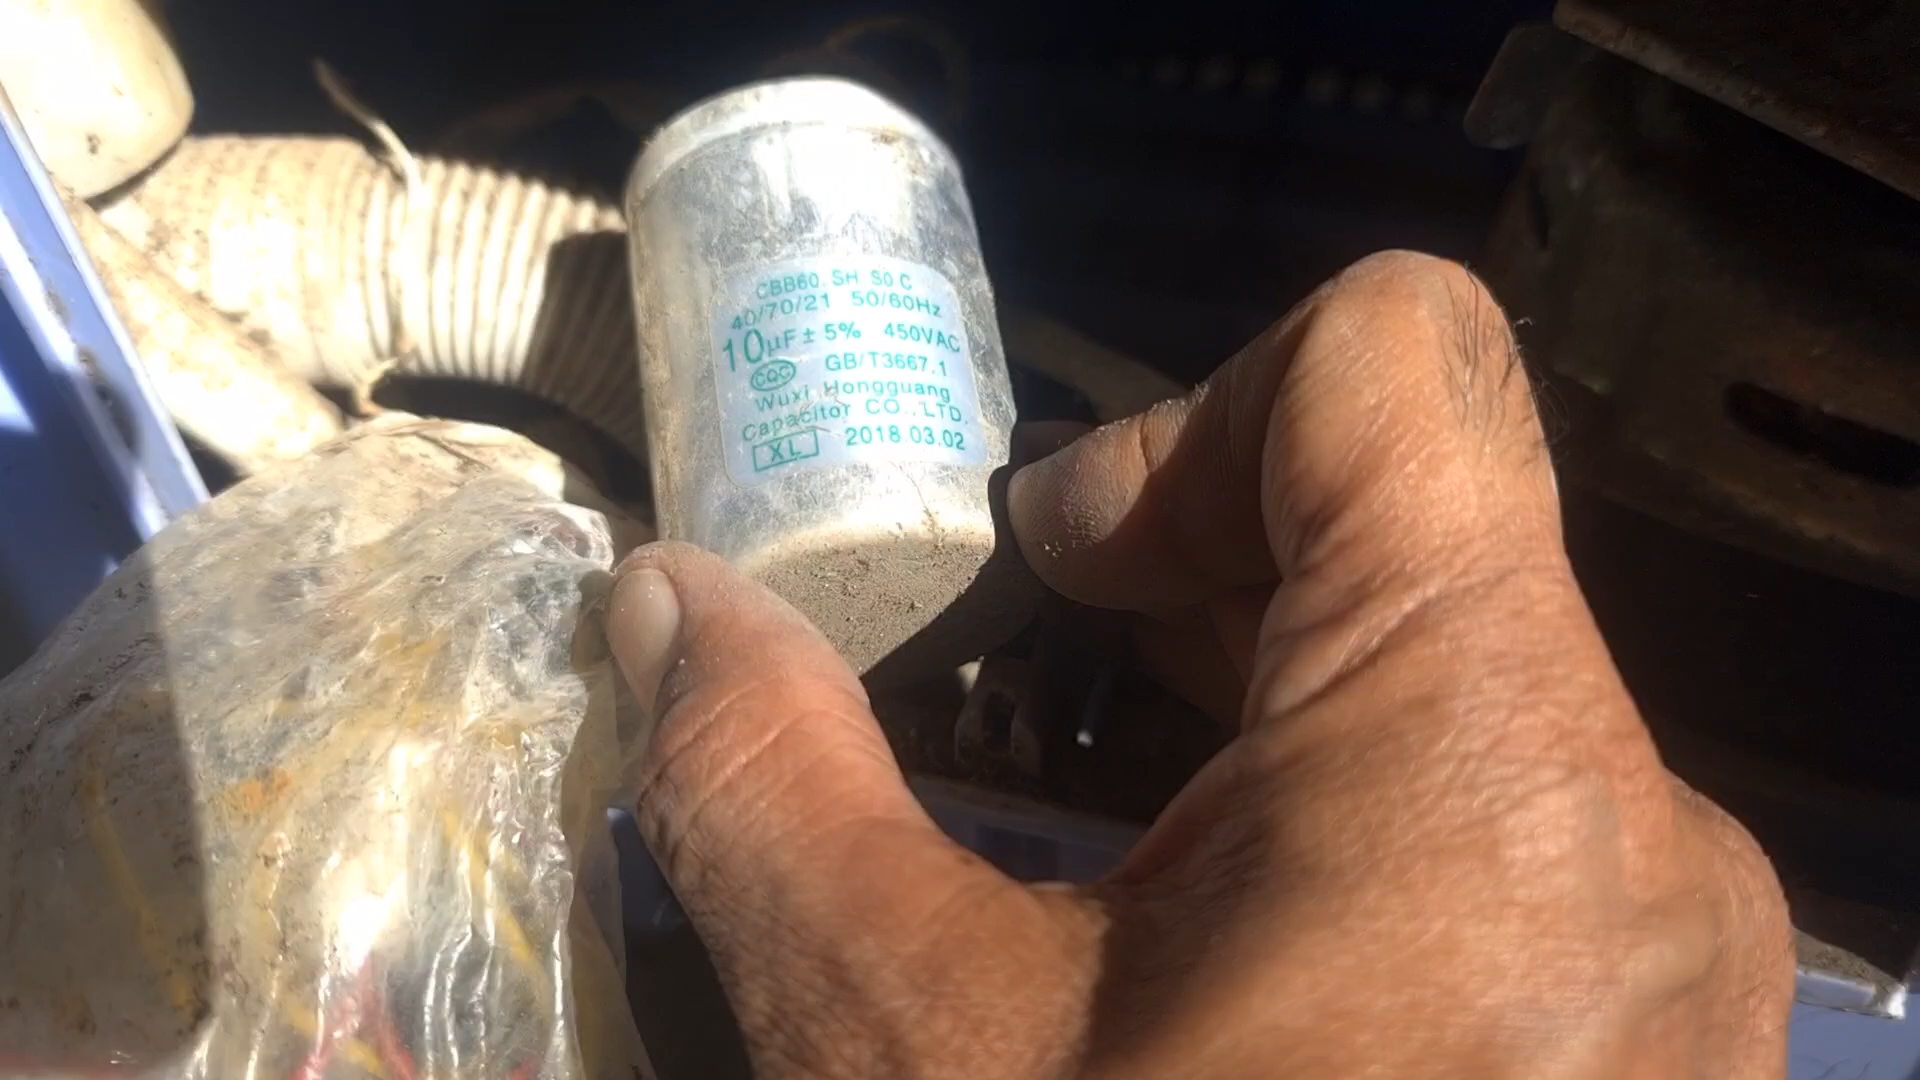 CBB60. SH S0 C
40/70/21 50/60Hz
10µF ± 5% 450VAC
CQC GB/T3667.1
Wuxi Hongguang
Capacitor CO.,LTD.
XL 2018.03.02